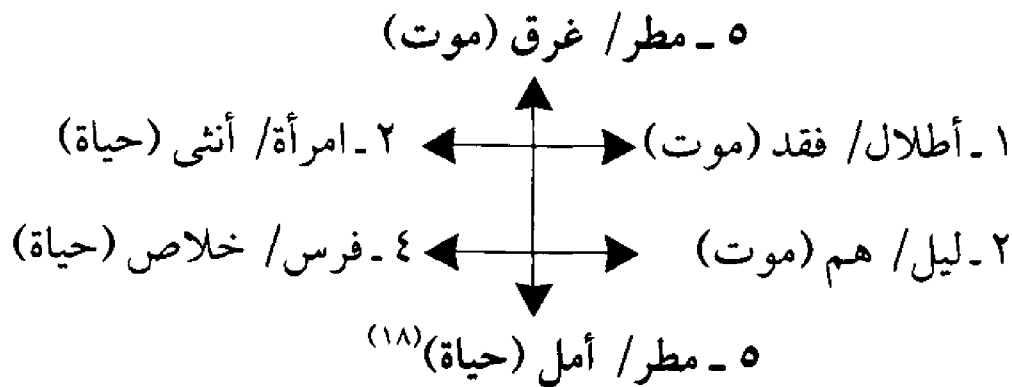 ٥ ـ مطر/ غرق (موت)
١ ـ أطلال/ فقد (موت) ٢ ـ امرأة/ أنثى (حياة)
٢ ـ ليل/ هم (موت) ٤ ـ فرس/ خلاص (حياة)
٥ ـ مطر/ أمل (حياة)(١٨)